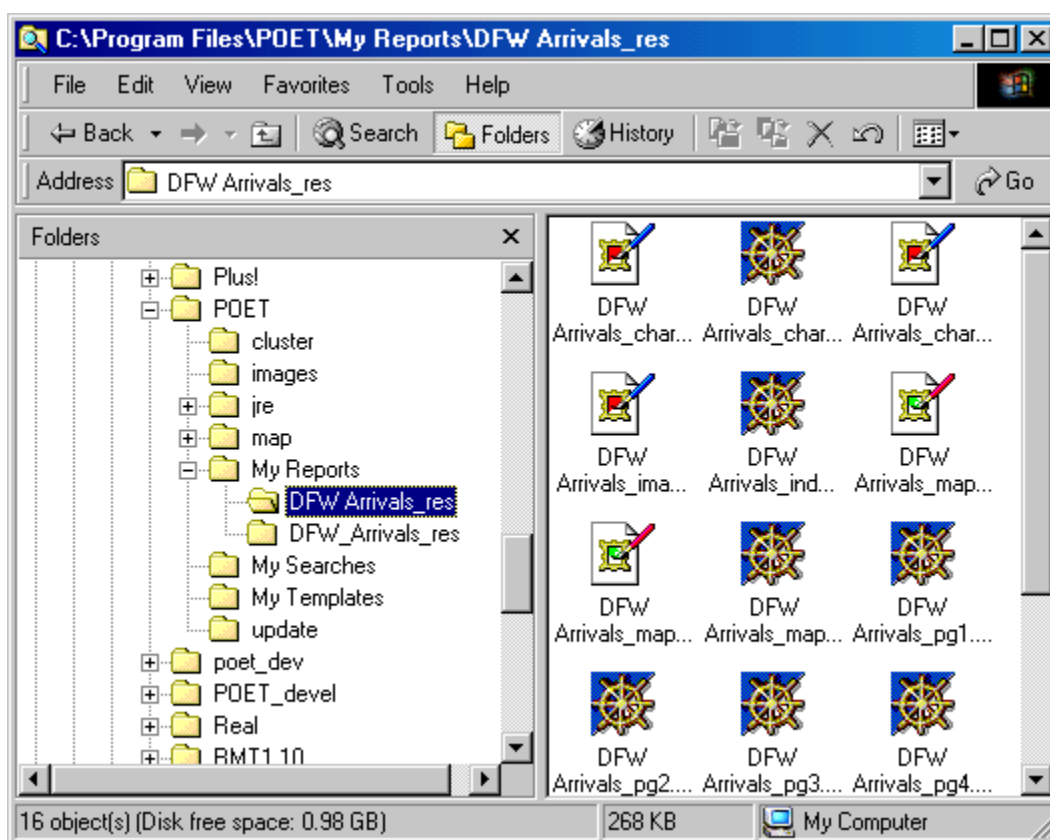 C:\Program Files\POET\My Reports\DFW Arrivals_res
File Edit View Favorites Tools Help
Back Search Folders History
Address DFW Arrivals_res Go
Folders
Plus!
POET
cluster
images
jre
map
My Reports
DFW Arrivals_res
DFW_Arrivals_res
My Searches
My Templates
update
poet_dev
POET_devel
Real
RMT1.10
DFW Arrivals_char...
DFW Arrivals_char...
DFW Arrivals_char...
DFW Arrivals_ima...
DFW Arrivals_ind...
DFW Arrivals_map...
DFW Arrivals_map...
DFW Arrivals_map...
DFW Arrivals_pg1....
DFW Arrivals_pg2....
DFW Arrivals_pg3....
DFW Arrivals_pg4....
16 object(s) (Disk free space: 0.98 GB) 268 KB My Computer